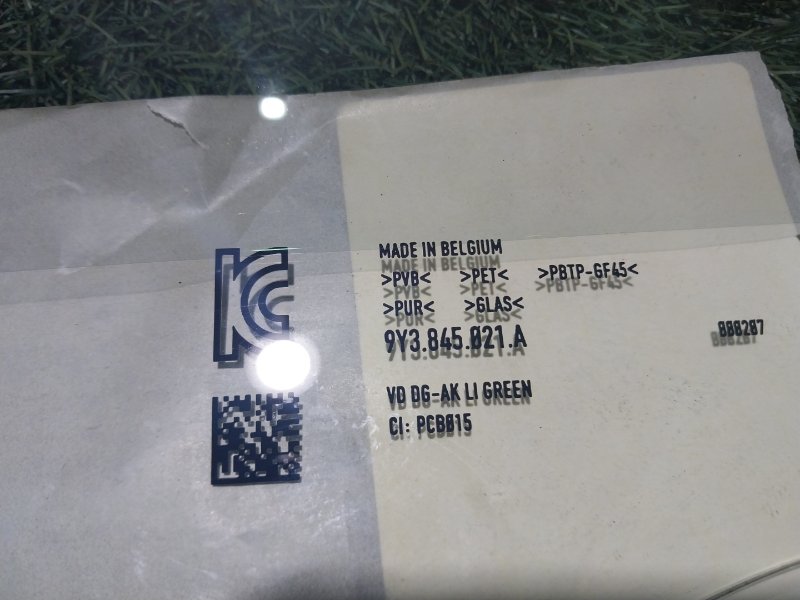 KC
MADE IN BELGIUM
>PVB< >PET< >PBTP-GF45<
>PUR< >GLAS<
9Y3.845.021.A
VD DG-AK LI GREEN
CI: PCB015